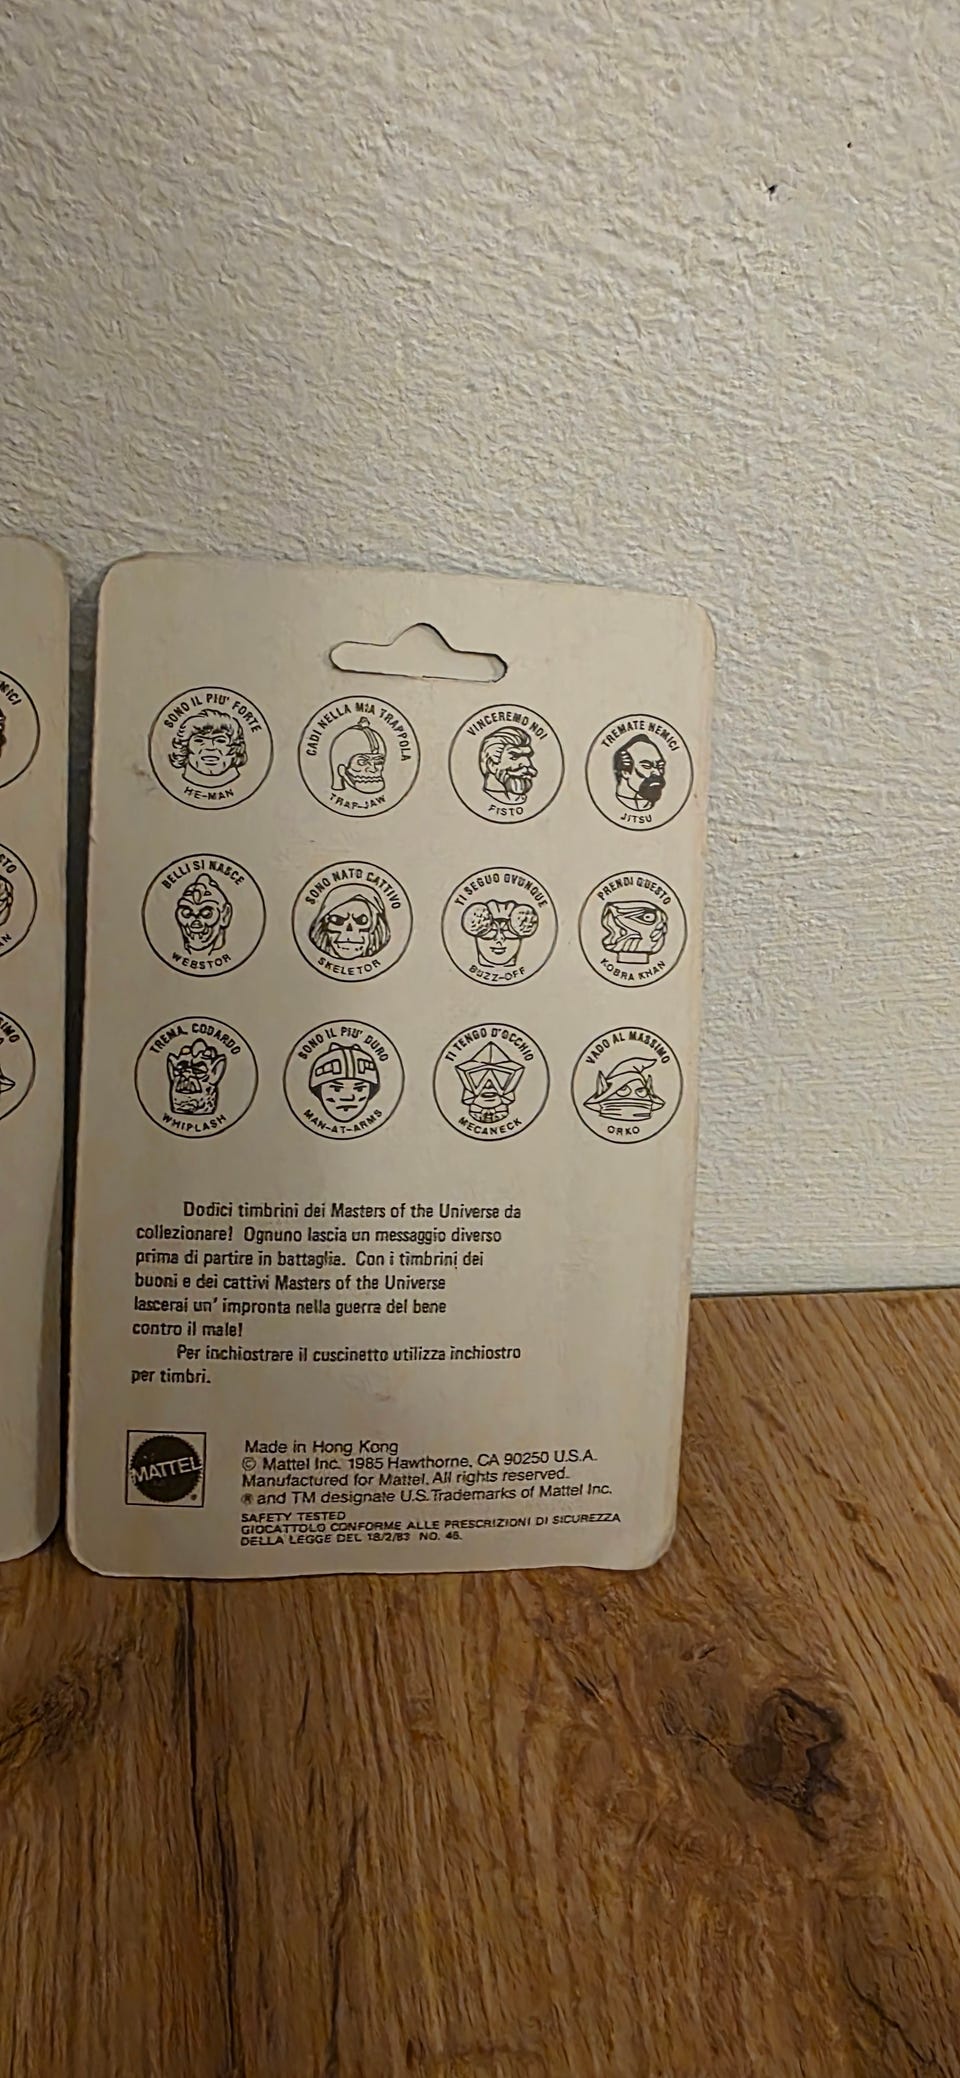 SONO IL PIU' FORTE
HE-MAN
CADI NELLA MIA TRAPPOLA
TRAP-JAW
VINCEREMO NOI
FISTO
TREMATE NEMICI
JITSU
BELLI SI NASCE
WEBSTOR
SONO NATO CATTIVO
SKELETOR
TI SEGUO OVUNQUE
BUZZ-OFF
PRENDI QUESTO
KOBRA KHAN
TREMA, CODARDO
WHIPLASH
SONO IL PIU' DURO
MAN-AT-ARMS
TI TENGO D'OCCHIO
MECANECK
VADO AL MASSIMO
ORKO
Dodici timbrini dei Masters of the Universe da
collezionare! Ognuno lascia un messaggio diverso
prima di partire in battaglia. Con i timbrini dei
buoni e dei cattivi Masters of the Universe
lascerai un' impronta nella guerra del bene
contro il male!
Per inchiostrare il cuscinetto utilizza inchiostro
per timbri.
MATTEL
Made in Hong Kong
© Mattel Inc. 1985 Hawthorne, CA 90250 U.S.A.
Manufactured for Mattel. All rights reserved.
® and TM designate U.S. Trademarks of Mattel Inc.
SAFETY TESTED
GIOCATTOLO CONFORME ALLE PRESCRIZIONI DI SICUREZZA
DELLA LEGGE DEL 18/2/83 NO. 46.